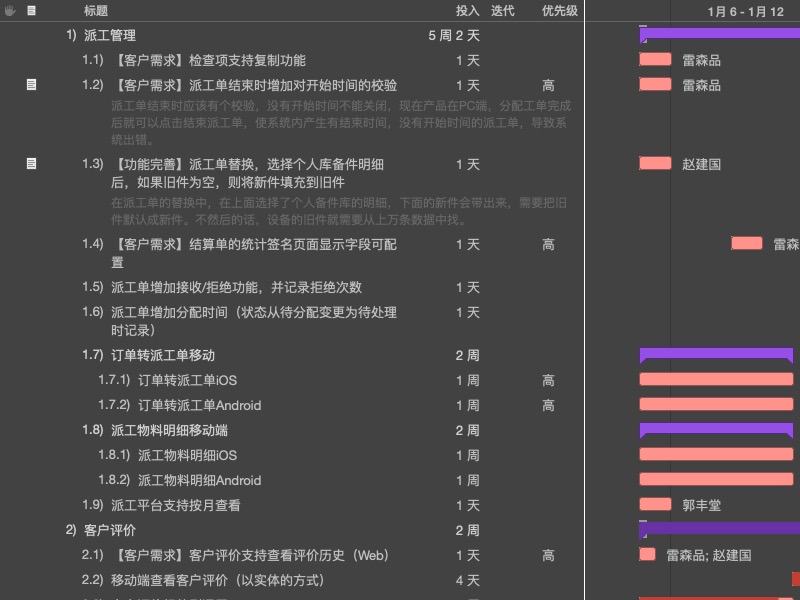 标题 投入 迭代 优先级 1月 6 - 1月 12
1) 派工管理 5 周 2 天
1.1) 【客户需求】检查项支持复制功能 1 天 雷森品
1.2) 【客户需求】派工单结束时增加对开始时间的校验 1 天 高 雷森品
派工单结束时应该有个校验，没有开始时间不能关闭，现在产品在PC端，分配工单完成
后就可以点击结束派工单，使系统内产生有结束时间，没有开始时间的派工单，导致系
统出错。
1.3) 【功能完善】派工单替换，选择个人库备件明细 1 天 赵建国
后，如果旧件为空，则将新件填充到旧件
在派工单的替换中，在上面选择了个人备件库的明细，下面的新件会带出来，需要把旧
件默认成新件。不然后的话，设备的旧件就需要从上万条数据中找。
1.4) 【客户需求】结算单的统计签名页面显示字段可配 1 天 高 雷森
置
1.5) 派工单增加接收/拒绝功能，并记录拒绝次数 1 天
1.6) 派工单增加分配时间（状态从待分配变更为待处理 1 天
时记录）
1.7) 订单转派工单移动 2 周
1.7.1) 订单转派工单iOS 1 周 高
1.7.2) 订单转派工单Android 1 周 高
1.8) 派工物料明细移动端 2 周
1.8.1) 派工物料明细iOS 1 周
1.8.2) 派工物料明细Android 1 周
1.9) 派工平台支持按月查看 1 天 郭丰堂
2) 客户评价 2 周
2.1) 【客户需求】客户评价支持查看评价历史（Web） 1 天 高 雷森品; 赵建国
2.2) 移动端查看客户评价（以实体的方式） 4 天